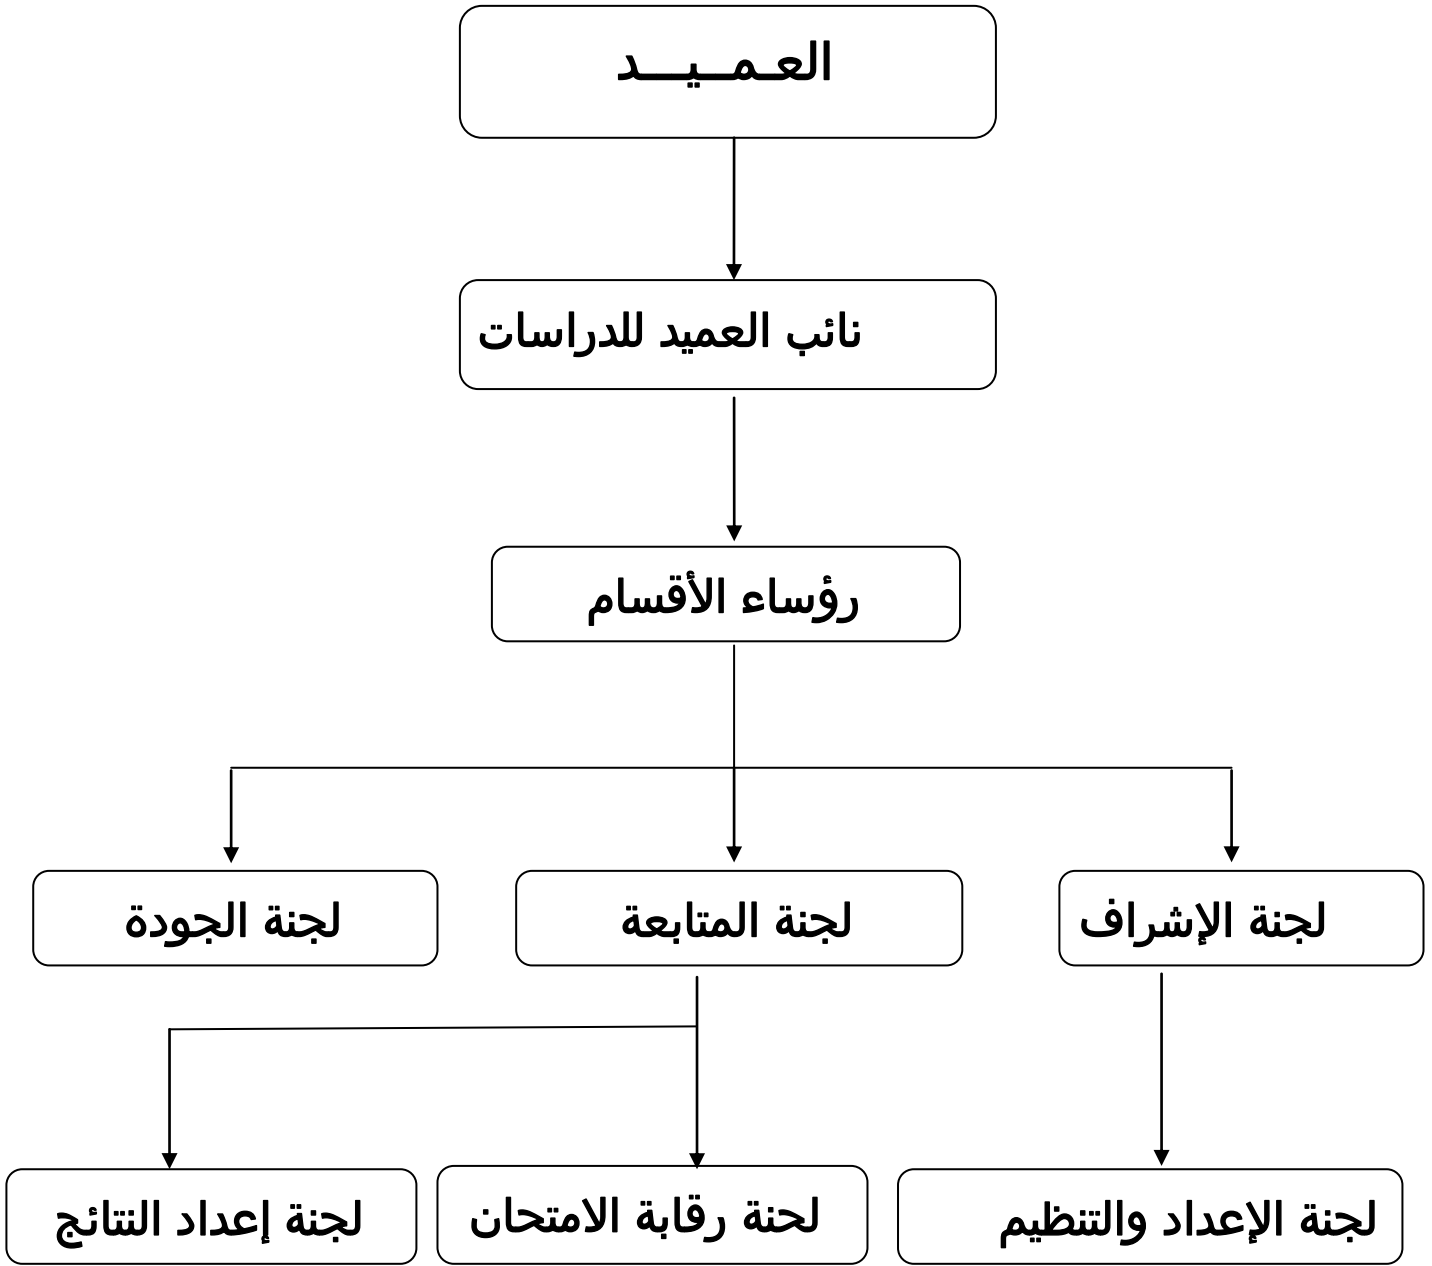 العـمــيـــد
نائب العميد للدراسات
رؤساء الأقسام
لجنة الإشراف
لجنة المتابعة
لجنة الجودة
لجنة الإعداد والتنظيم
لحنة رقابة الامتحان
لجنة إعداد النتائج